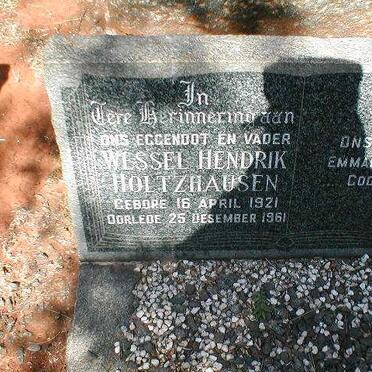 In
Tere Herinnering aan
ONS EGGENOOT EN VADER
WESSEL HENDRIK
HOLTZHAUSEN
GEBORE 16 APRIL 1921
OORLEDE 25 DESEMBER 1961
ONS
EMMA
GOD